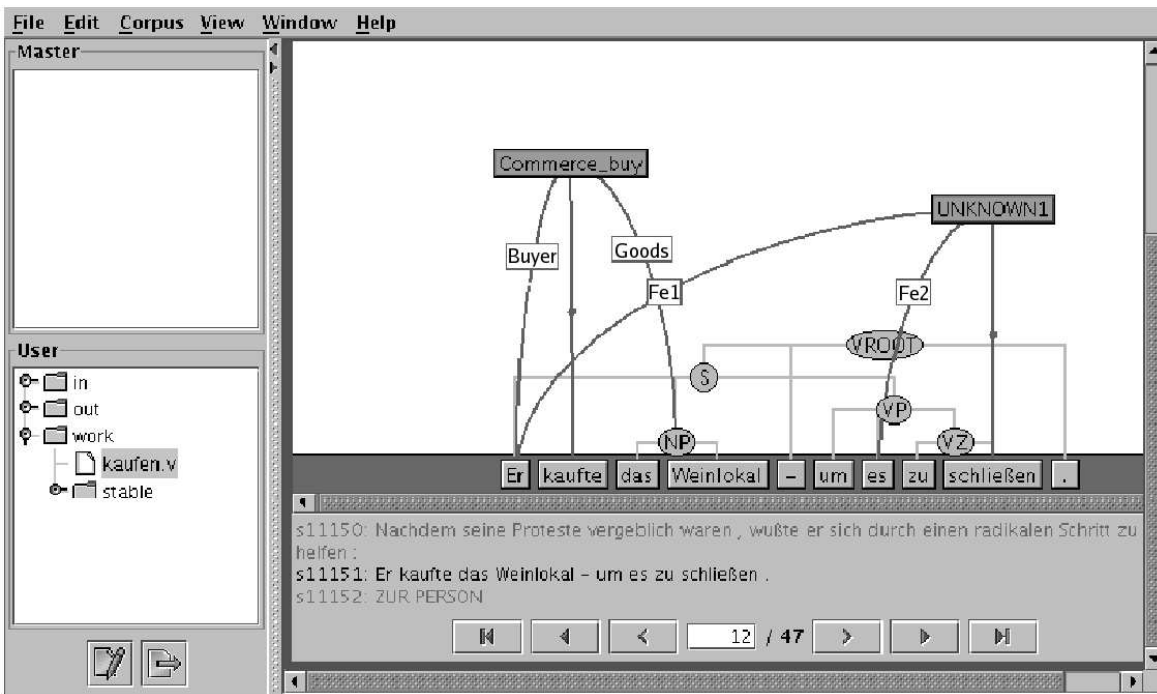 File Edit Corpus View Window Help
Master
User
in
out
work
kaufen.v
stable
Commerce_buy
UNKNOWN1
Buyer
Goods
Fe1
Fe2
VROOT
S
VP
NP
VZ
Er kaufte das Weinlokal – um es zu schließen .
s11150: Nachdem seine Proteste vergeblich waren , wußte er sich durch einen radikalen Schritt zu
helfen :
s11151: Er kaufte das Weinlokal – um es zu schließen .
s11152: ZUR PERSON
12 / 47